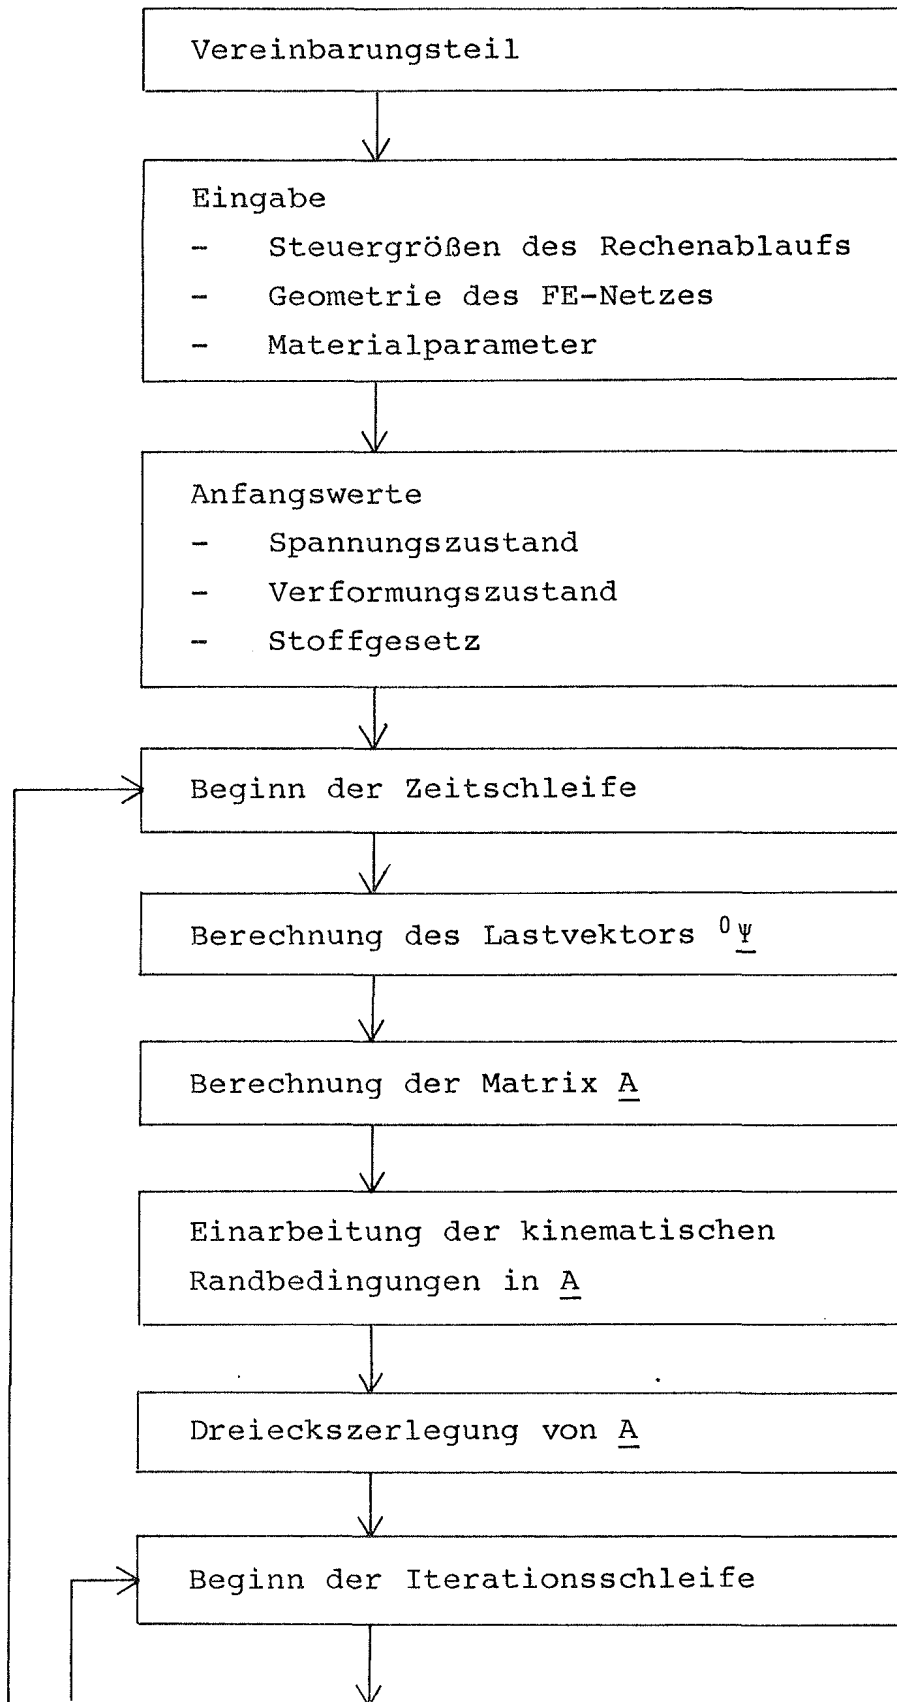 Vereinbarungsteil
Eingabe
- Steuergrößen des Rechenablaufs
- Geometrie des FE-Netzes
- Materialparameter
Anfangswerte
- Spannungszustand
- Verformungszustand
- Stoffgesetz
Beginn der Zeitschleife
Berechnung des Lastvektors ⁰Ψ
Berechnung der Matrix A
Einarbeitung der kinematischen
Randbedingungen in A
Dreieckszerlegung von A
Beginn der Iterationsschleife